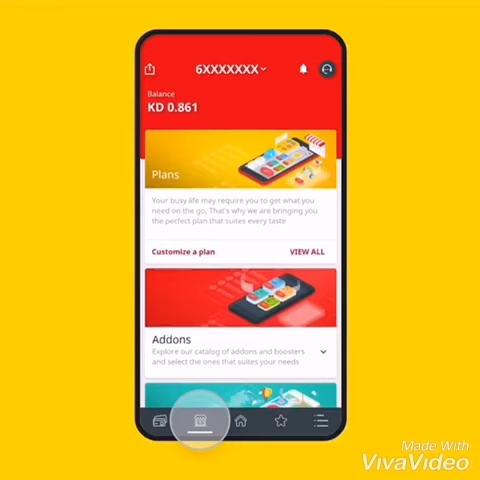 6XXXXXXX
Balance
KD 0.861
Plans
Your busy life may require you to get what you
need on the go, That's why we are bringing you
the perfect plan that suites every taste
Customize a plan
VIEW ALL
Addons
Explore our catalog of addons and boosters
and select the ones that suites your needs
Made With
VivaVideo